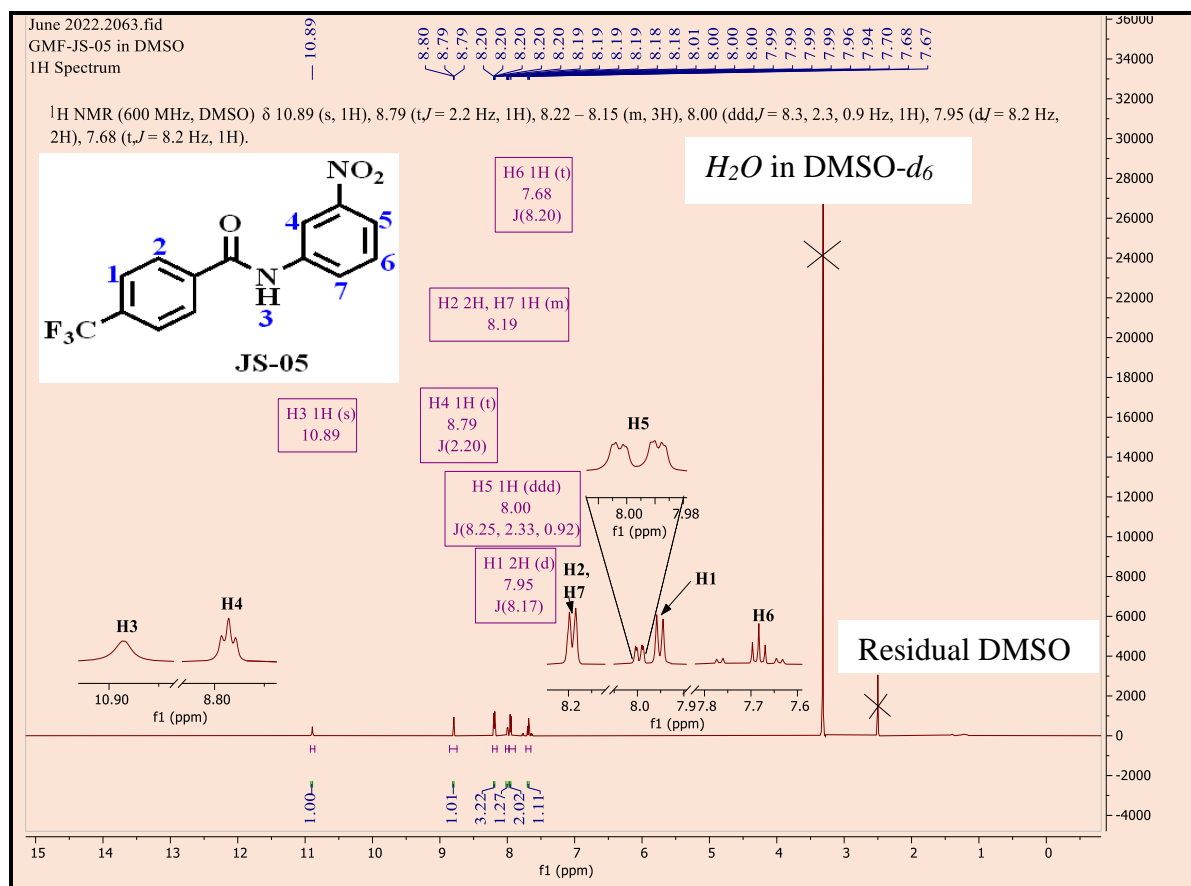 June 2022.2063.fid
GMF-JS-05 in DMSO
1H Spectrum
10.89
8.80
8.79
8.79
8.20
8.20
8.20
8.20
8.20
8.19
8.19
8.19
8.19
8.18
8.18
8.01
8.00
8.00
8.00
7.99
7.99
7.99
7.99
7.96
7.94
7.70
7.68
7.67
¹H NMR (600 MHz, DMSO) δ 10.89 (s, 1H), 8.79 (t, J = 2.2 Hz, 1H), 8.22 – 8.15 (m, 3H), 8.00 (ddd, J = 8.3, 2.3, 0.9 Hz, 1H), 7.95 (d, J = 8.2 Hz,
2H), 7.68 (t, J = 8.2 Hz, 1H).
NO₂
O
4
5
2
1
6
N
H
7
3
F₃C
JS-05
H₂O in DMSO-d₆
H6 1H (t)
7.68
J(8.20)
H2 2H, H7 1H (m)
8.19
H3 1H (s)
10.89
H4 1H (t)
8.79
J(2.20)
H5 1H (ddd)
8.00
J(8.25, 2.33, 0.92)
H1 2H (d)
7.95
J(8.17)
H5
8.00
7.98
f1 (ppm)
H3
H4
H2,
H7
H1
H6
Residual DMSO
10.90
8.80
f1 (ppm)
8.2
8.0
7.9
7.8
7.7
7.6
f1 (ppm)
1.00
1.01
3.22
1.27
2.02
1.11
36000
34000
32000
30000
28000
26000
24000
22000
20000
18000
16000
14000
12000
10000
8000
6000
4000
2000
0
-2000
-4000
15
14
13
12
11
10
9
8
7
6
5
4
3
2
1
0
f1 (ppm)